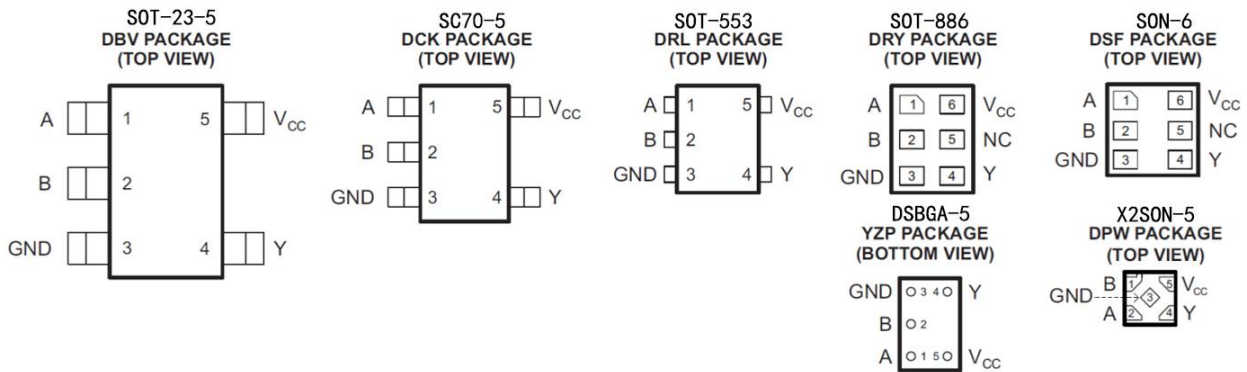 SOT-23-5
DBV PACKAGE
(TOP VIEW)
A 1 5 VCC
B 2
GND 3 4 Y
SC70-5
DCK PACKAGE
(TOP VIEW)
A 1 5 VCC
B 2
GND 3 4 Y
SOT-553
DRL PACKAGE
(TOP VIEW)
A 1 5 VCC
B 2
GND 3 4 Y
SOT-886
DRY PACKAGE
(TOP VIEW)
A 1 6 VCC
B 2 5 NC
GND 3 4 Y
SON-6
DSF PACKAGE
(TOP VIEW)
A 1 6 VCC
B 2 5 NC
GND 3 4 Y
DSBGA-5
YZP PACKAGE
(BOTTOM VIEW)
GND 3 4 Y
B 2
A 1 5 VCC
X2SON-5
DPW PACKAGE
(TOP VIEW)
B 1 5 VCC
GND 3
A 2 4 Y